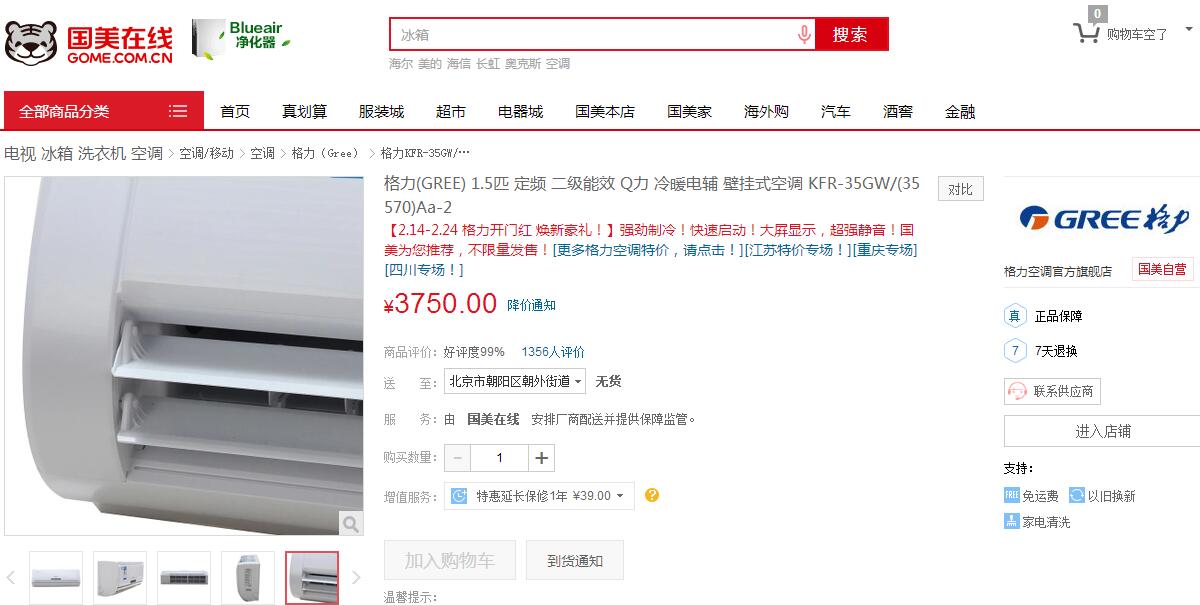 国美在线
GOME.COM.CN
Blueair
净化器
冰箱
搜索
0
购物车空了
海尔 美的 海信 长虹 奥克斯 空调
全部商品分类
首页 真划算 服装城 超市 电器城 国美本店 国美家 海外购 汽车 酒窖 金融
电视 冰箱 洗衣机 空调 > 空调/移动 > 空调 > 格力（Gree） > 格力KFR-35GW/…
格力(GREE) 1.5匹 定频 二级能效 Q力 冷暖电辅 壁挂式空调 KFR-35GW/(35
570)Aa-2
对比
【2.14-2.24 格力开门红 焕新豪礼！】强劲制冷！快速启动！大屏显示，超强静音！国
美为您推荐，不限量发售！[更多格力空调特价，请点击！][江苏特价专场！][重庆专场]
[四川专场！]
¥3750.00 降价通知
商品评价： 好评度99% 1356人评价
送 至： 北京市朝阳区朝外街道 无货
服 务： 由 国美在线 安排厂商配送并提供保障监管。
购买数量： − 1 +
增值服务： 特惠延长保修1年 ¥39.00 ?
加入购物车 到货通知
温馨提示：
GREE格力
格力空调官方旗舰店 国美自营
真 正品保障
7 7天退换
联系供应商
进入店铺
支持：
FREE 免运费 以旧换新
家电清洗